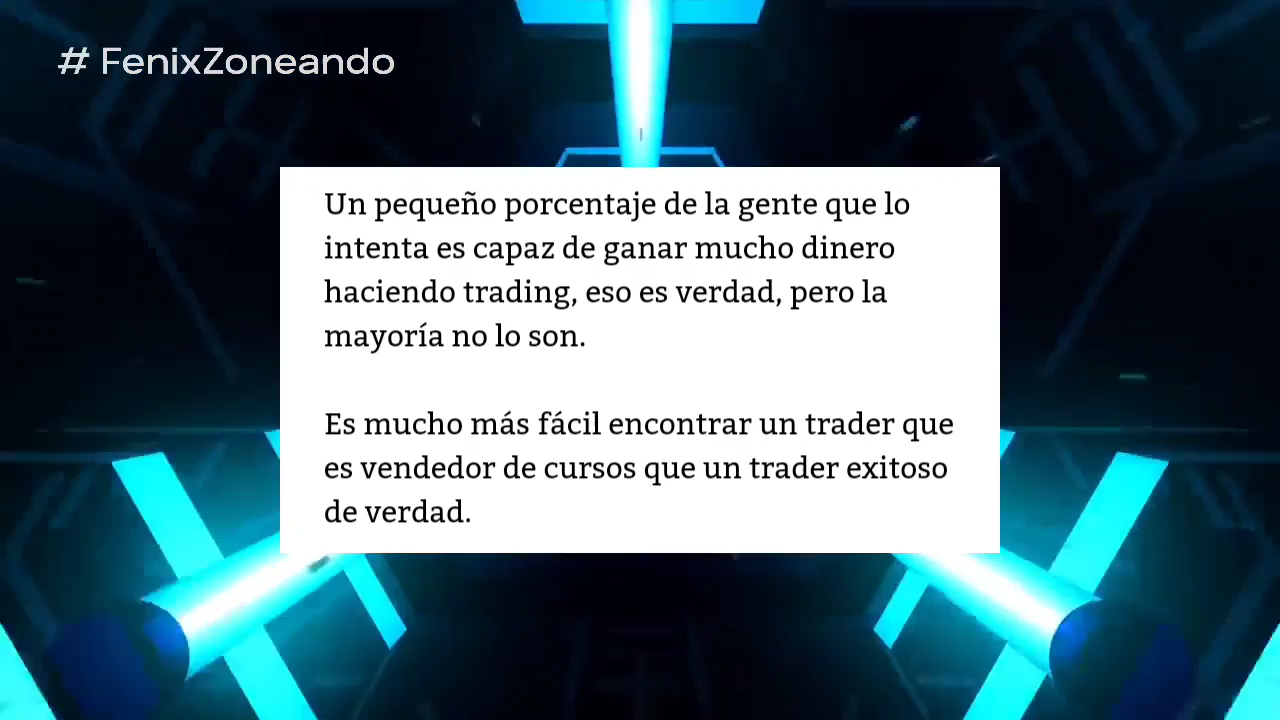 # FenixZoneando
Un pequeño porcentaje de la gente que lo
intenta es capaz de ganar mucho dinero
haciendo trading, eso es verdad, pero la
mayoría no lo son.
Es mucho más fácil encontrar un trader que
es vendedor de cursos que un trader exitoso
de verdad.